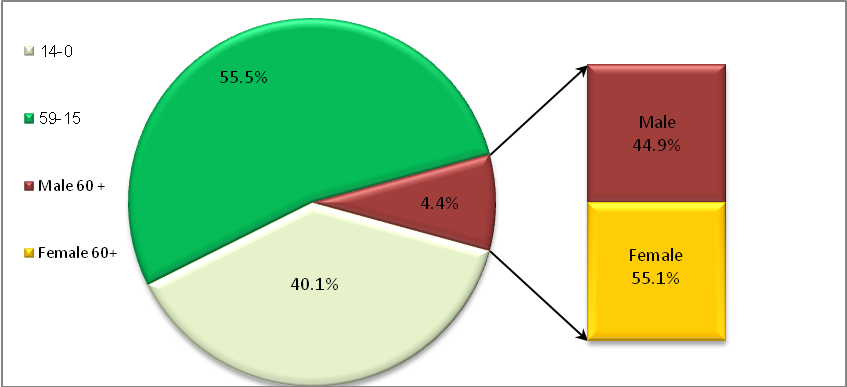 14-0
59-15
Male 60 +
Female 60+
55.5%
4.4%
40.1%
Male
44.9%
Female
55.1%